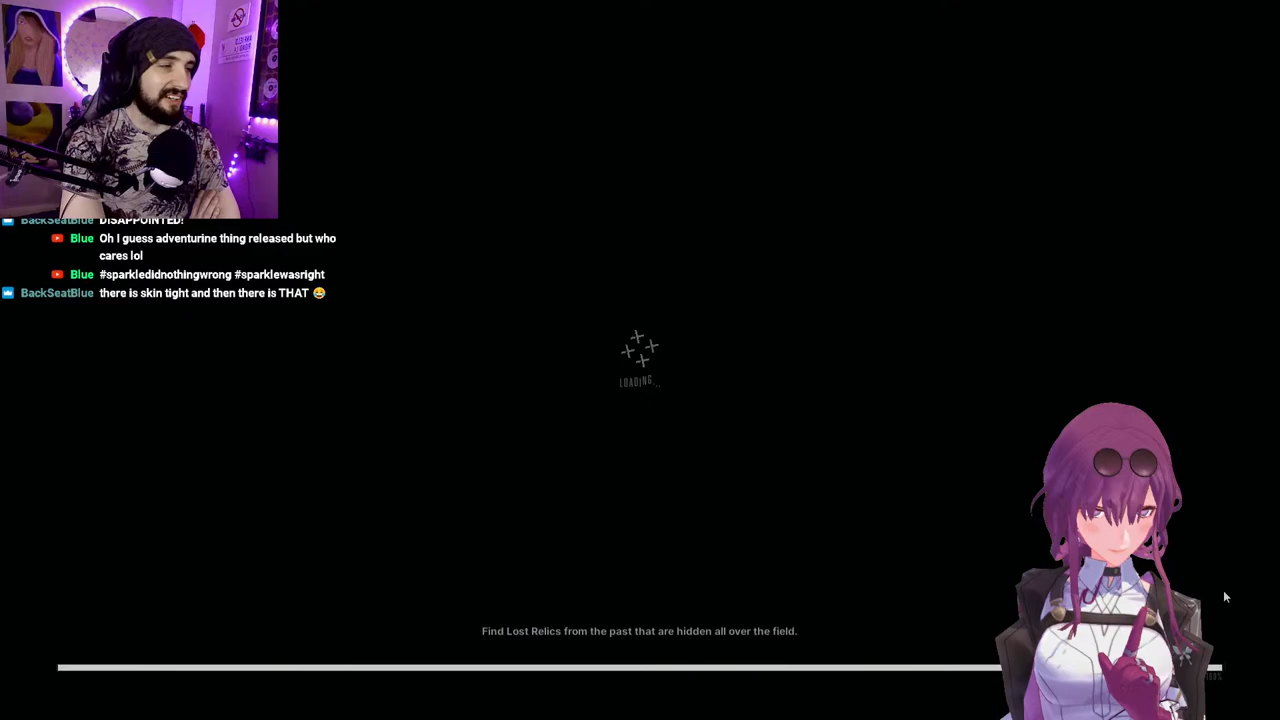 BackSeatBlue DISAPPOINTED!
Blue Oh I guess adventurine thing released but who
cares lol
Blue #sparkledidnothingwrong #sparklewasright
BackSeatBlue there is skin tight and then there is THAT 😂
LOADING...
Find Lost Relics from the past that are hidden all over the field.
100%